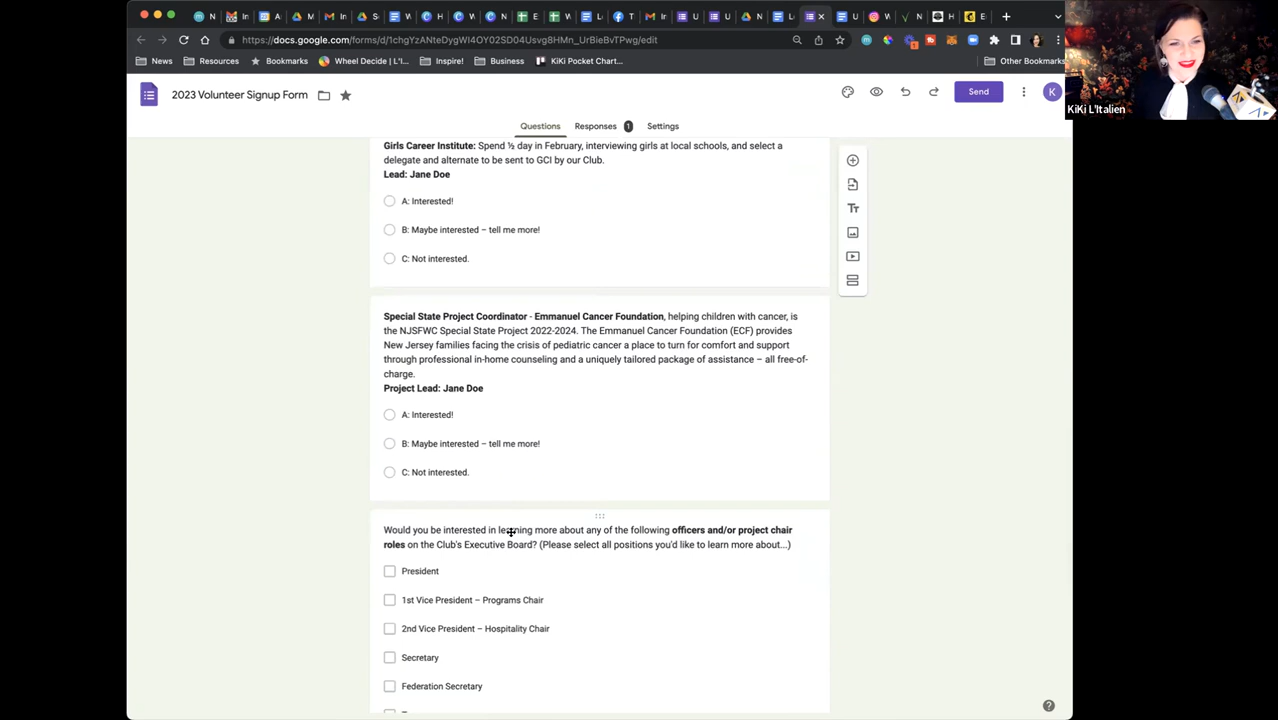 N
In
A
M
In
S
W
Le
H
W
N
E
W
Le
T
In
U
U
N
Le
U
W
N
H
E
https://docs.google.com/forms/d/1chgYzANteDygWI4OY02SD04Usvg8HMn_UrBieBvTPwg/edit
News
Resources
Bookmarks
Wheel Decide | L'I...
Inspire!
Business
KiKi Pocket Chart...
Other Bookmarks
KiKi L'Italien
2023 Volunteer Signup Form
Send
K
Questions
Responses 1
Settings
Girls Career Institute: Spend ½ day in February, interviewing girls at local schools, and select a
delegate and alternate to be sent to GCI by our Club.
Lead: Jane Doe
A: Interested!
B: Maybe interested – tell me more!
C: Not interested.
Special State Project Coordinator - Emmanuel Cancer Foundation, helping children with cancer, is
the NJSFWC Special State Project 2022-2024. The Emmanuel Cancer Foundation (ECF) provides
New Jersey families facing the crisis of pediatric cancer a place to turn for comfort and support
through professional in-home counseling and a uniquely tailored package of assistance – all free-of-
charge.
Project Lead: Jane Doe
A: Interested!
B: Maybe interested – tell me more!
C: Not interested.
Would you be interested in learning more about any of the following officers and/or project chair
roles on the Club's Executive Board? (Please select all positions you'd like to learn more about...)
President
1st Vice President – Programs Chair
2nd Vice President – Hospitality Chair
Secretary
Federation Secretary